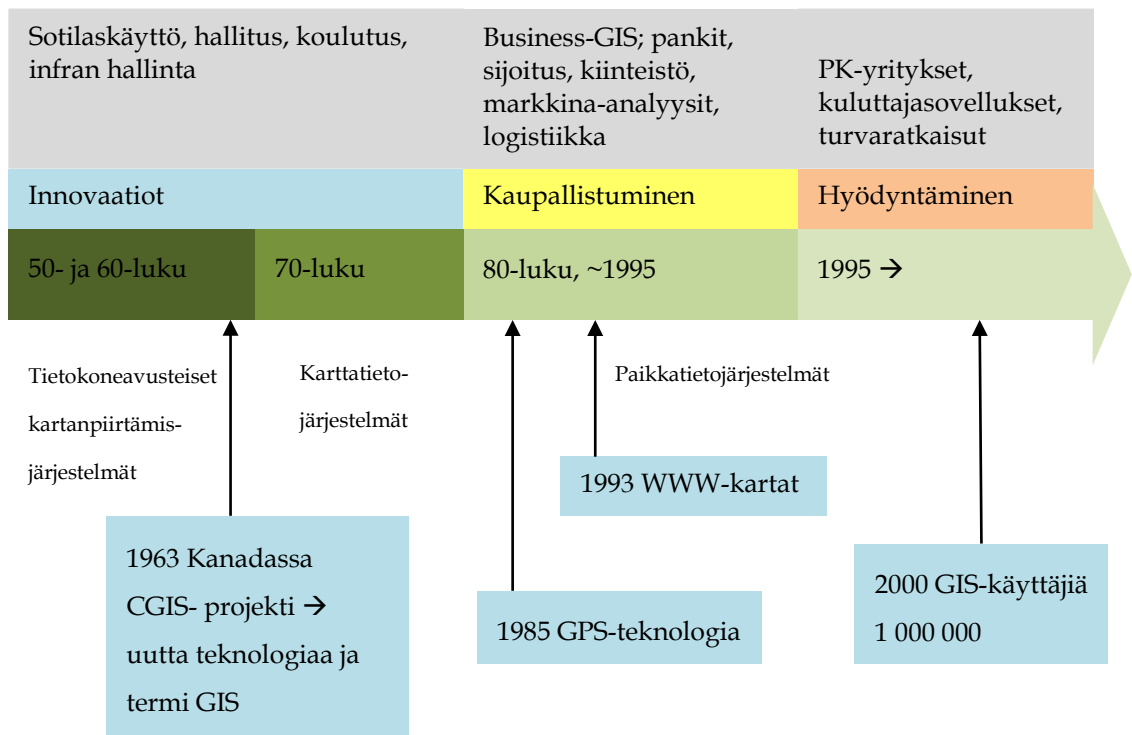 Sotilaskäyttö, hallitus, koulutus,
infran hallinta
Business-GIS; pankit,
sijoitus, kiinteistö,
markkina-analyysit,
logistiikka
PK-yritykset,
kuluttajasovellukset,
turvaratkaisut
Innovaatiot
Kaupallistuminen
Hyödyntäminen
50- ja 60-luku
70-luku
80-luku, ~1995
1995 →
Tietokoneavusteiset
kartanpiirtämis-
järjestelmät
Karttatieto-
järjestelmät
Paikkatietojärjestelmät
1993 WWW-kartat
1963 Kanadassa
CGIS- projekti →
uutta teknologiaa ja
termi GIS
1985 GPS-teknologia
2000 GIS-käyttäjiä
1 000 000